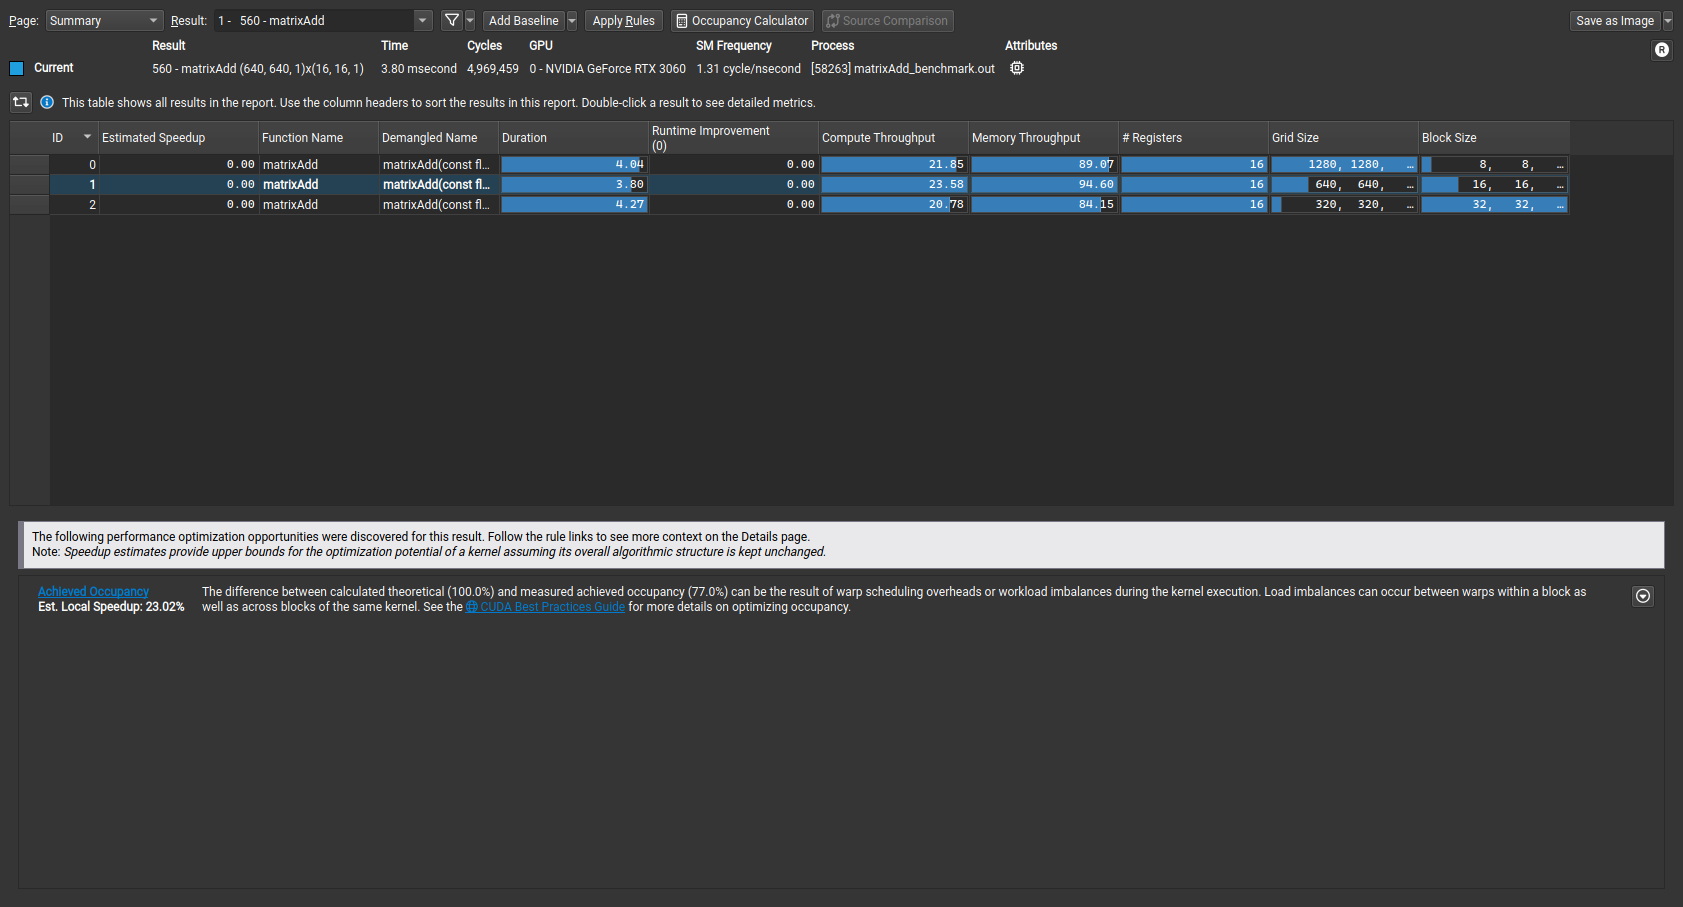 Page: Summary Result: 1 - 560 - matrixAdd Add Baseline Apply Rules Occupancy Calculator Source Comparison Save as Image
Result Time Cycles GPU SM Frequency Process Attributes
Current 560 - matrixAdd (640, 640, 1)x(16, 16, 1) 3.80 msecond 4,969,459 0 - NVIDIA GeForce RTX 3060 1.31 cycle/nsecond [58263] matrixAdd_benchmark.out
R
This table shows all results in the report. Use the column headers to sort the results in this report. Double-click a result to see detailed metrics.
ID Estimated Speedup Function Name Demangled Name Duration Runtime Improvement (0) Compute Throughput Memory Throughput # Registers Grid Size Block Size
0 0.00 matrixAdd matrixAdd(const fl... 4.04 0.00 21.85 89.07 16 1280, 1280, ... 8, 8, ...
1 0.00 matrixAdd matrixAdd(const fl... 3.80 0.00 23.58 94.60 16 640, 640, ... 16, 16, ...
2 0.00 matrixAdd matrixAdd(const fl... 4.27 0.00 20.78 84.15 16 320, 320, ... 32, 32, ...
The following performance optimization opportunities were discovered for this result. Follow the rule links to see more context on the Details page.
Note: Speedup estimates provide upper bounds for the optimization potential of a kernel assuming its overall algorithmic structure is kept unchanged.
Achieved Occupancy
Est. Local Speedup: 23.02%
The difference between calculated theoretical (100.0%) and measured achieved occupancy (77.0%) can be the result of warp scheduling overheads or workload imbalances during the kernel execution. Load imbalances can occur between warps within a block as
well as across blocks of the same kernel. See the CUDA Best Practices Guide for more details on optimizing occupancy.